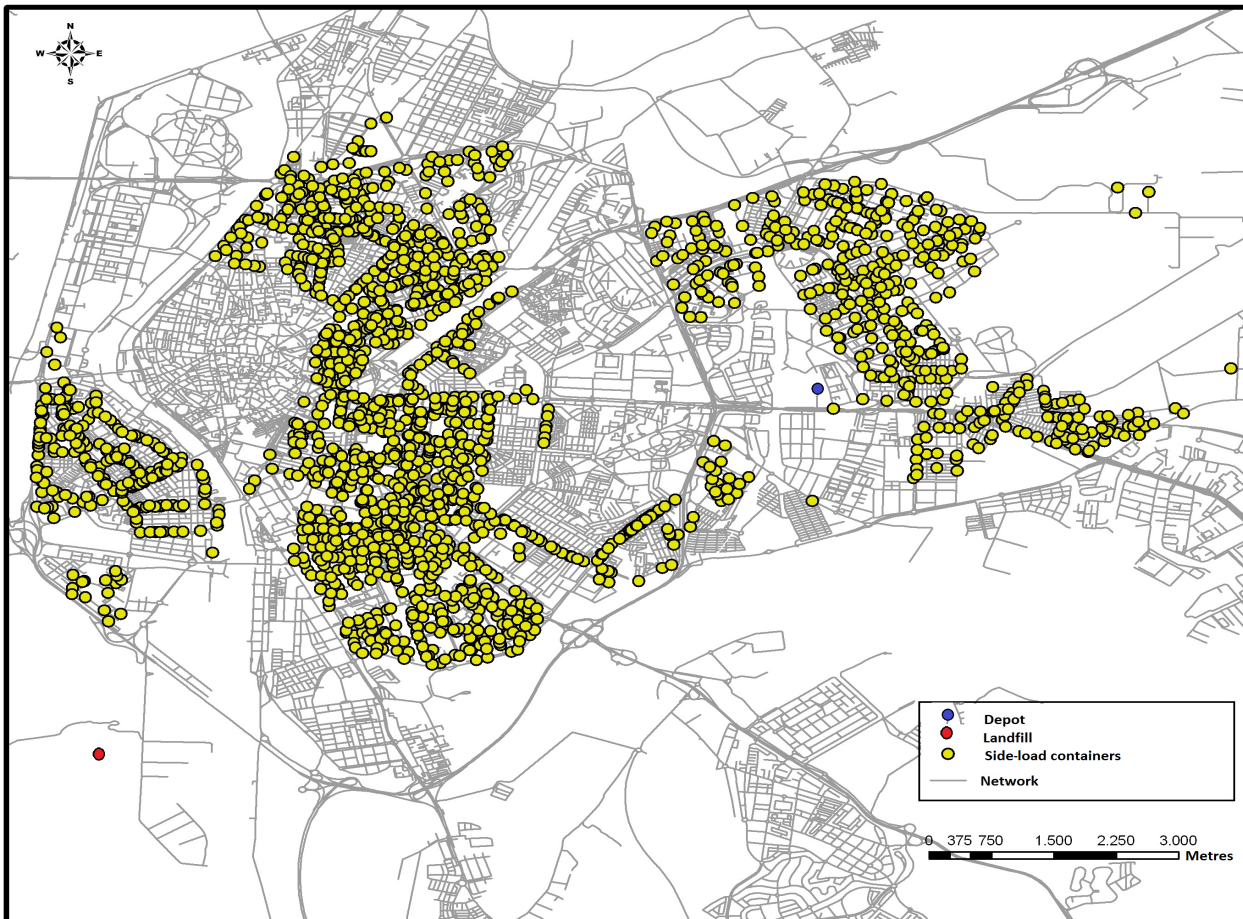 N
W E
S
Depot
Landfill
Side-load containers
Network
0 375 750 1.500 2.250 3.000
Metres